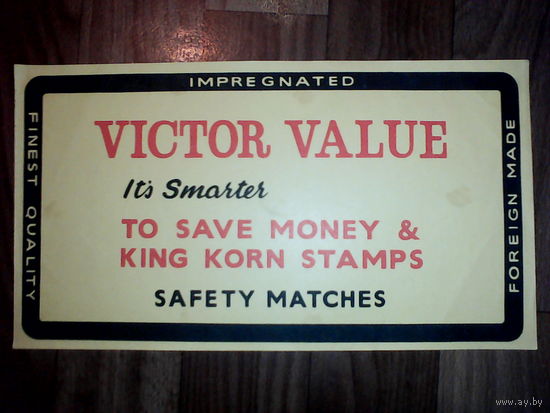 IMPREGNATED
FINEST QUALITY
VICTOR VALUE
It's Smarter
TO SAVE MONEY &
KING KORN STAMPS
SAFETY MATCHES
FOREIGN MADE
© www.ay.by